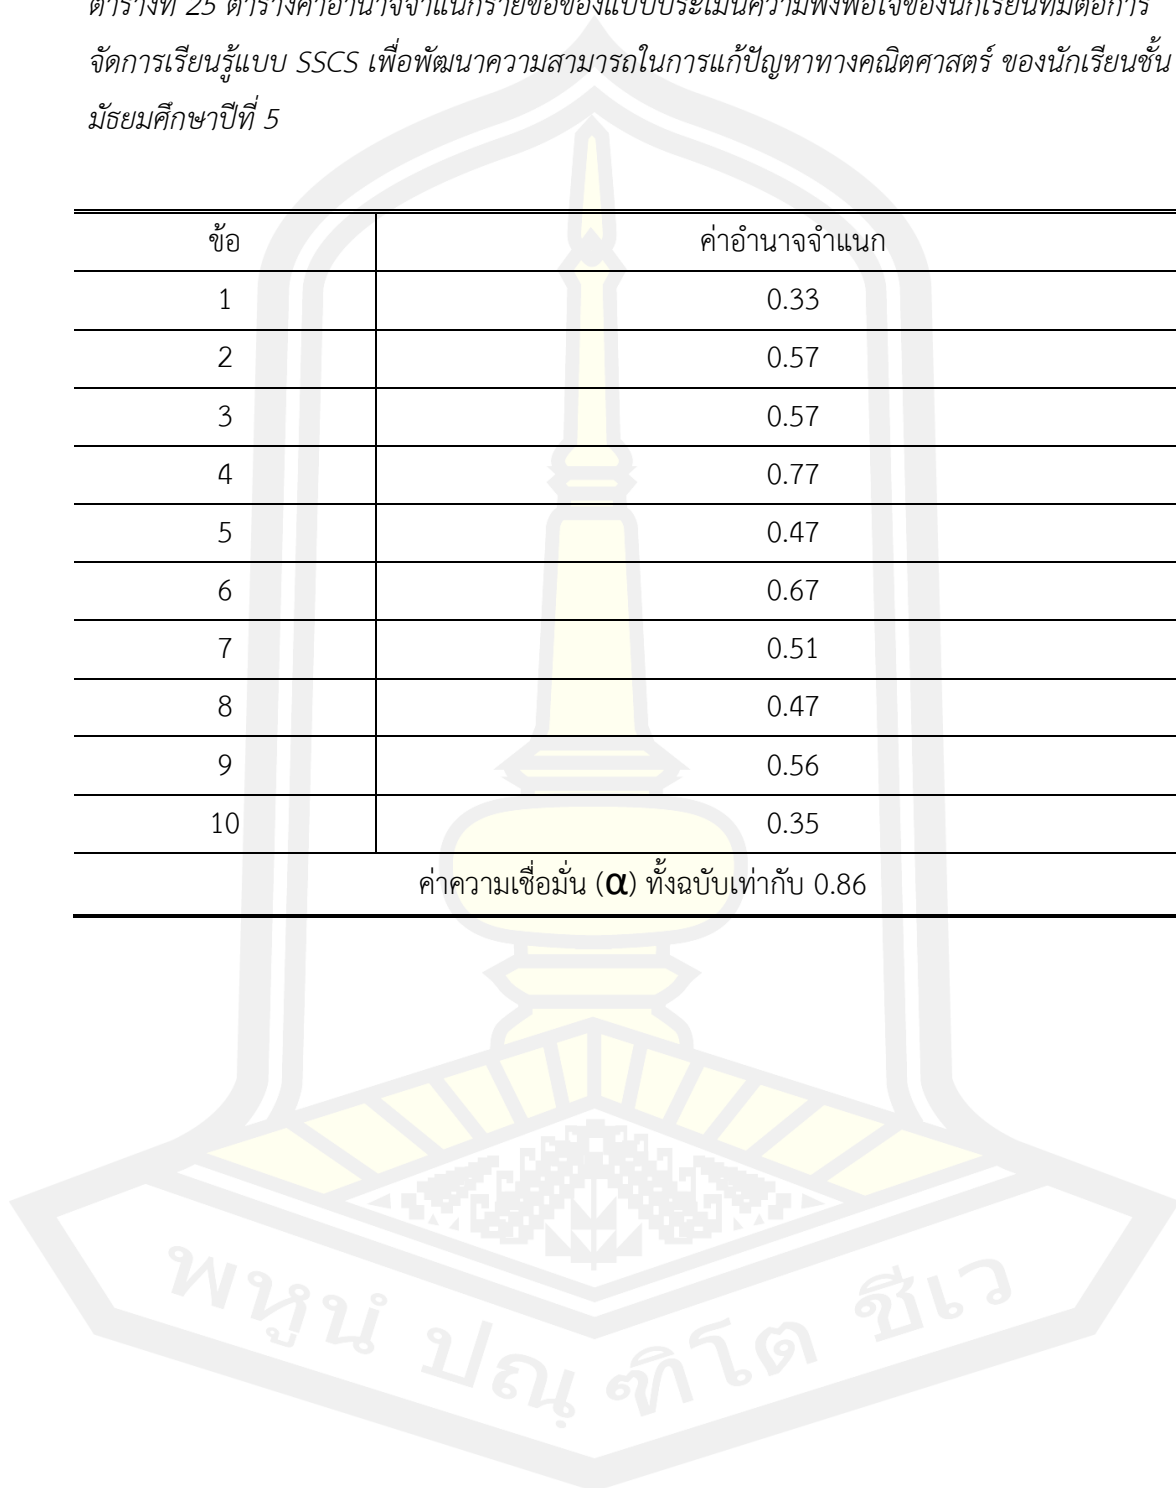 ตารางที่ 25 ตารางค่าอำนาจจำแนกรายข้อของแบบประเมินความพึงพอใจของนักเรียนที่มีต่อการ
จัดการเรียนรู้แบบ SSCS เพื่อพัฒนาความสามารถในการแก้ปัญหาทางคณิตศาสตร์ ของนักเรียนชั้น
มัธยมศึกษาปีที่ 5
ข้อ ค่าอำนาจจำแนก
1 0.33
2 0.57
3 0.57
4 0.77
5 0.47
6 0.67
7 0.51
8 0.47
9 0.56
10 0.35
ค่าความเชื่อมั่น (α) ทั้งฉบับเท่ากับ 0.86
พหูนํ ปณฺ ฑิโต ชีเว